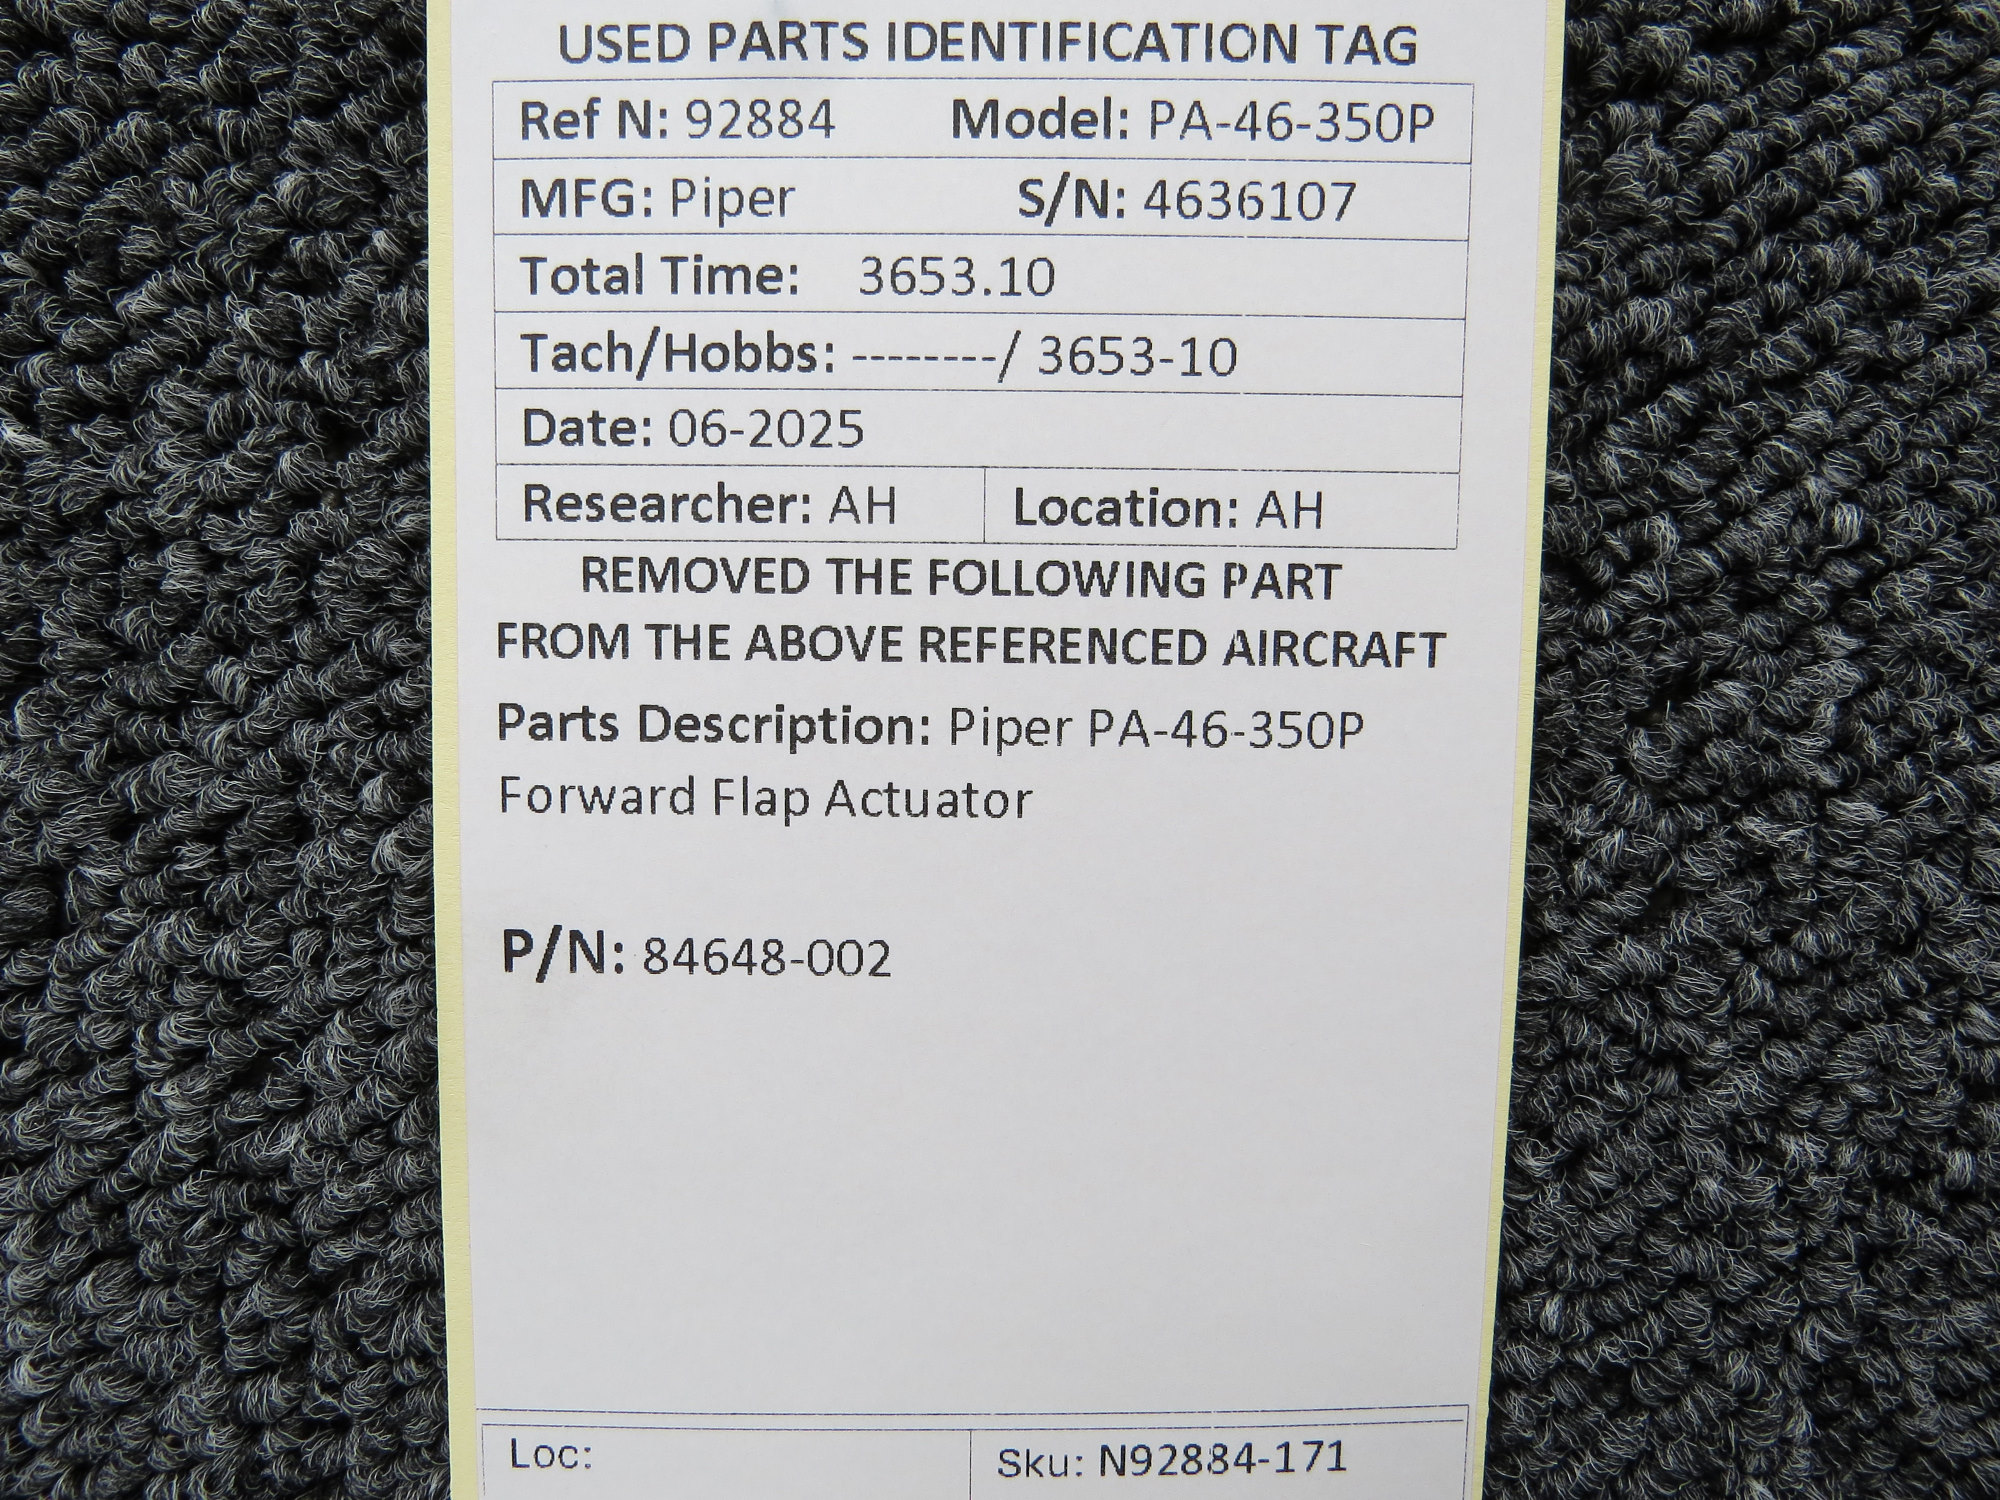 USED PARTS IDENTIFICATION TAG
Ref N: 92884 Model: PA-46-350P
MFG: Piper S/N: 4636107
Total Time: 3653.10
Tach/Hobbs: --------/ 3653-10
Date: 06-2025
Researcher: AH Location: AH
REMOVED THE FOLLOWING PART
FROM THE ABOVE REFERENCED AIRCRAFT
Parts Description: Piper PA-46-350P
Forward Flap Actuator
P/N: 84648-002
Loc: Sku: N92884-171